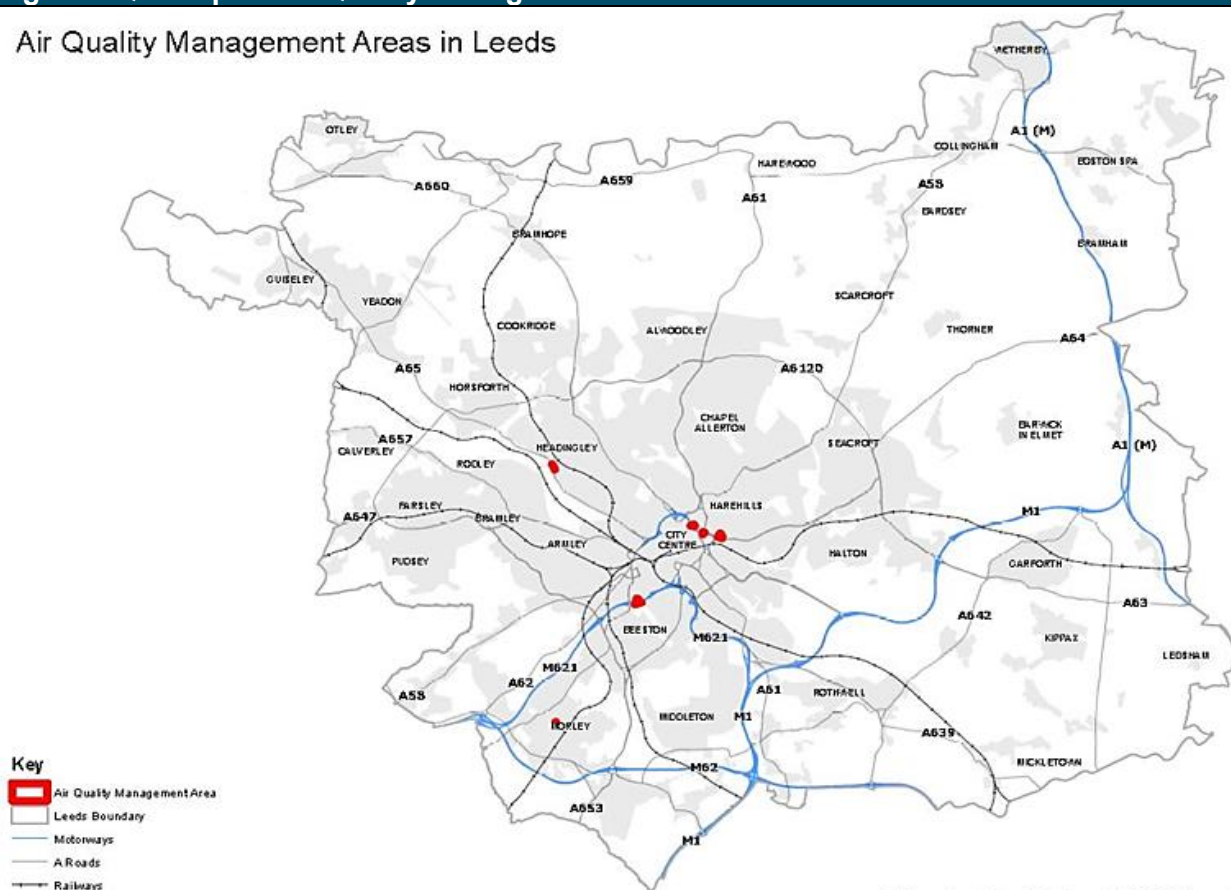 Air Quality Management Areas in Leeds
WETHERBY
OTLEY
A1 (M)
COLLINGHAM
BOSTON SPA
HAREWOOD
A660
A659
A58
A61
BARDSEY
BRAMHOPE
BRAMHAM
GUISELEY
YEADON
SCARCROFT
COOKRIDGE
ALWOODLEY
THORNER
A64
A65
A6120
HORSFORTH
CHAPEL
ALLERTON
BARWICK
IN ELMET
A657
SEACROFT
A1 (M)
CALVERLEY
HEADINGLEY
RODLEY
FARSLEY
HAREHILLS
A647
BRAMLEY
M1
CITY
CENTRE
ARMLEY
HALTON
PUDSEY
GARFORTH
A63
A642
BEESTON
M621
KIPPAX
LEDSHAM
M621
A62
A58
A61
ROTHWELL
MORLEY
MIDDLETON
M1
A639
M62
MICKLETOWN
A653
M1
Key
Air Quality Management Area
Leeds Boundary
Motorways
A Roads
Railways